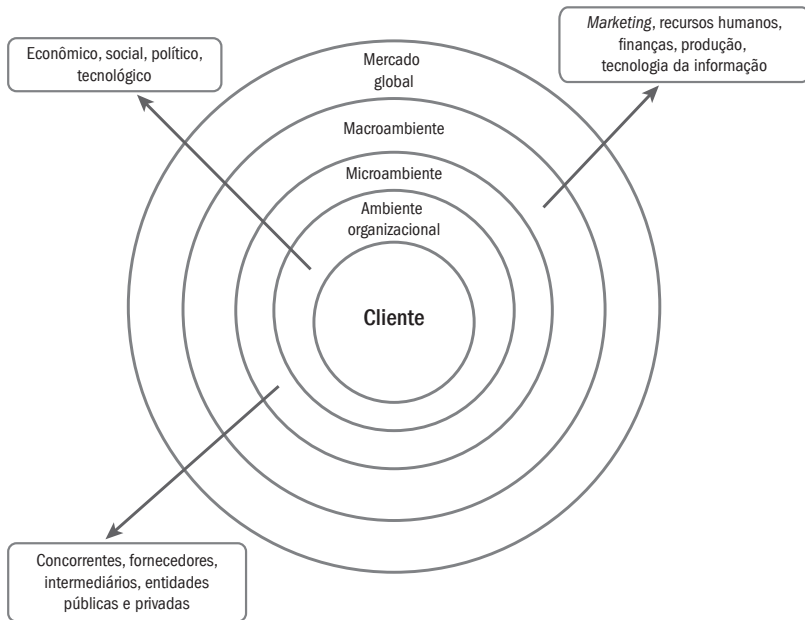 Econômico, social, político,
tecnológico
Marketing, recursos humanos,
finanças, produção,
tecnologia da informação
Mercado
global
Macroambiente
Microambiente
Ambiente
organizacional
Cliente
Concorrentes, fornecedores,
intermediários, entidades
públicas e privadas